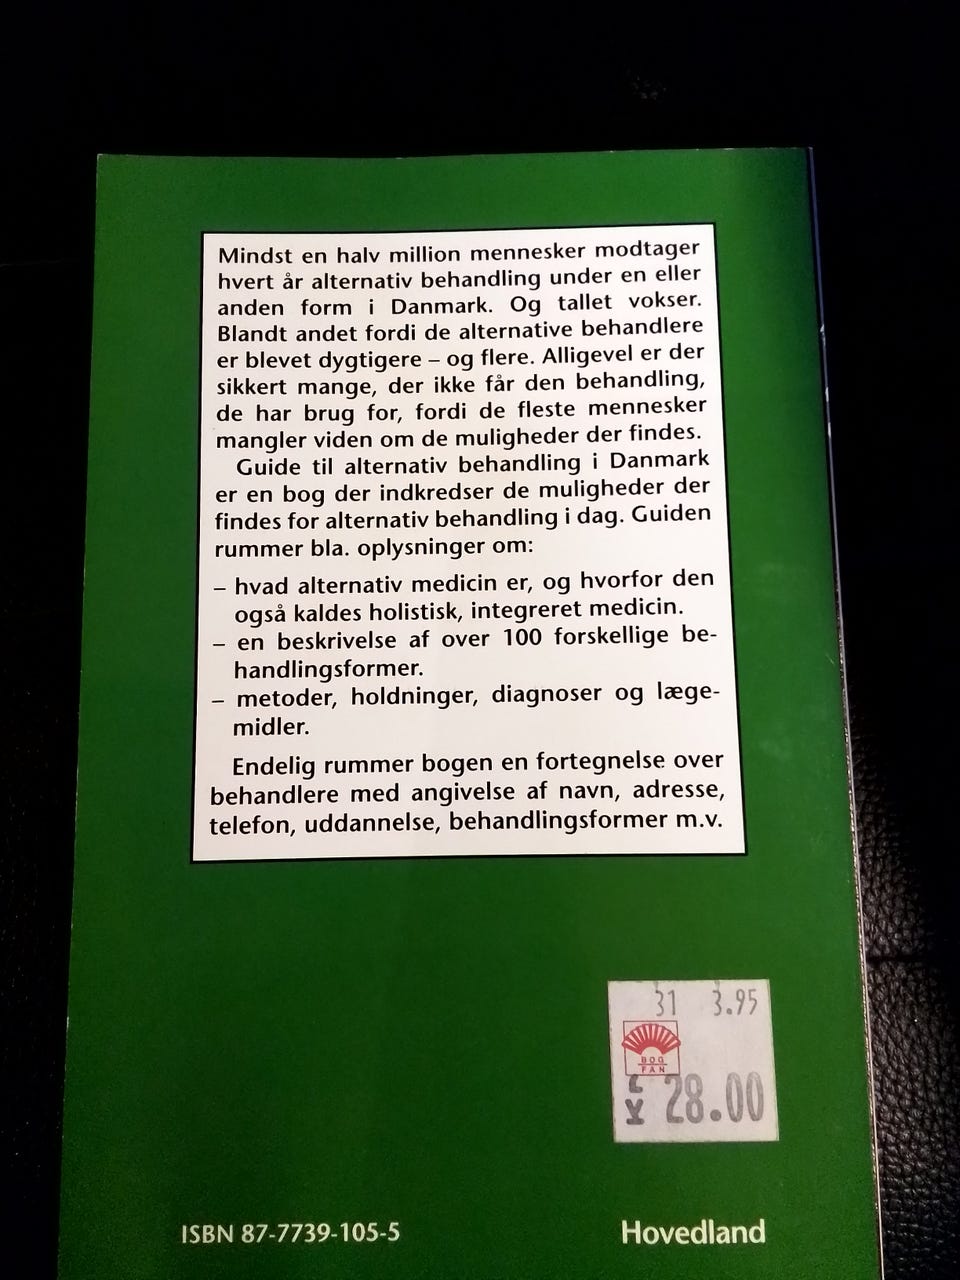 Mindst en halv million mennesker modtager
hvert år alternativ behandling under en eller
anden form i Danmark. Og tallet vokser.
Blandt andet fordi de alternative behandlere
er blevet dygtigere – og flere. Alligevel er der
sikkert mange, der ikke får den behandling,
de har brug for, fordi de fleste mennesker
mangler viden om de muligheder der findes.
Guide til alternativ behandling i Danmark
er en bog der indkredser de muligheder der
findes for alternativ behandling i dag. Guiden
rummer bla. oplysninger om:
– hvad alternativ medicin er, og hvorfor den
også kaldes holistisk, integreret medicin.
– en beskrivelse af over 100 forskellige be-
handlingsformer.
– metoder, holdninger, diagnoser og læge-
midler.
Endelig rummer bogen en fortegnelse over
behandlere med angivelse af navn, adresse,
telefon, uddannelse, behandlingsformer m.v.
31 3.95
BOG
FAN
28.00
ISBN 87-7739-105-5
Hovedland